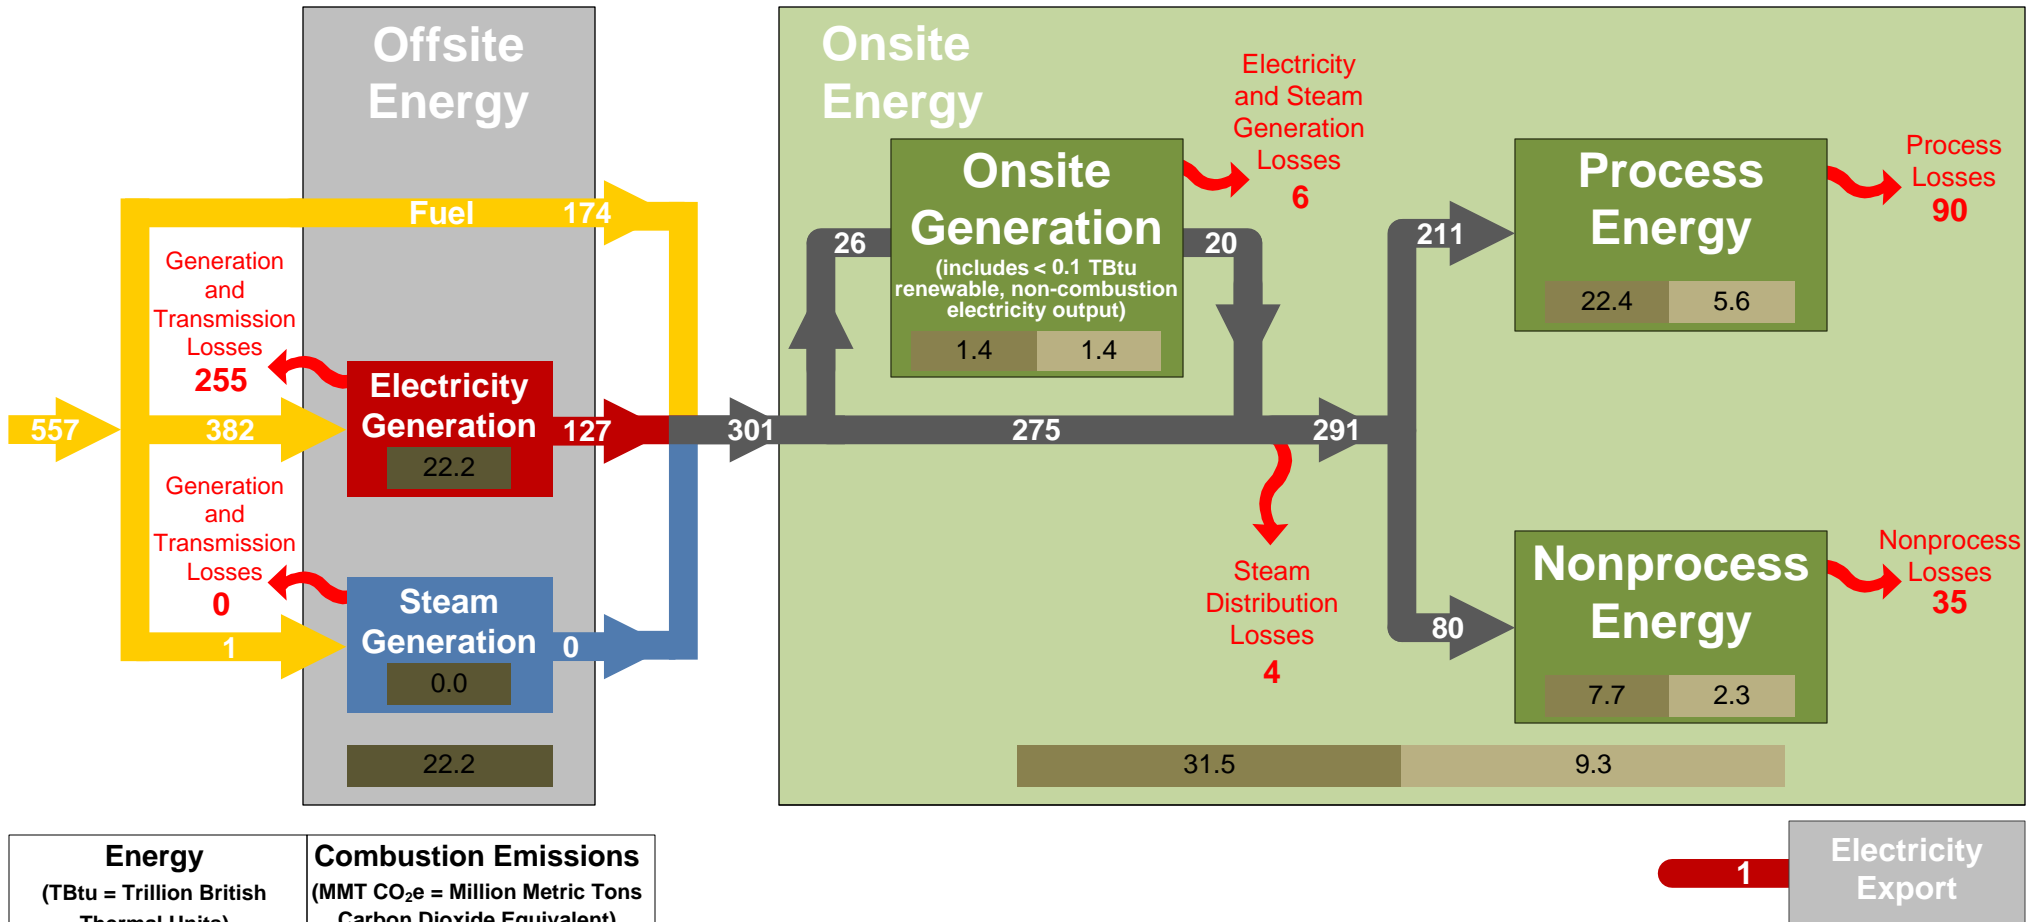 Offsite
Energy
Onsite
Energy
Electricity
and Steam
Generation
Losses
6
Process
Losses
90
Onsite
Generation
(includes < 0.1 TBtu
renewable, non-combustion
electricity output)
1.4 1.4
Process
Energy
22.4 5.6
Fuel 174
26
20
211
Generation
and
Transmission
Losses
255
Electricity
Generation
22.2
557
382
127
301
275
291
Generation
and
Transmission
Losses
0
Steam
Generation
0.0
1
0
22.2
Steam
Distribution
Losses
4
80
Nonprocess
Energy
7.7 2.3
Nonprocess
Losses
35
31.5 9.3
Energy
(TBtu = Trillion British
Thermal Units)
Combustion Emissions
(MMT CO₂e = Million Metric Tons
Carbon Dioxide Equivalent)
1
Electricity
Export